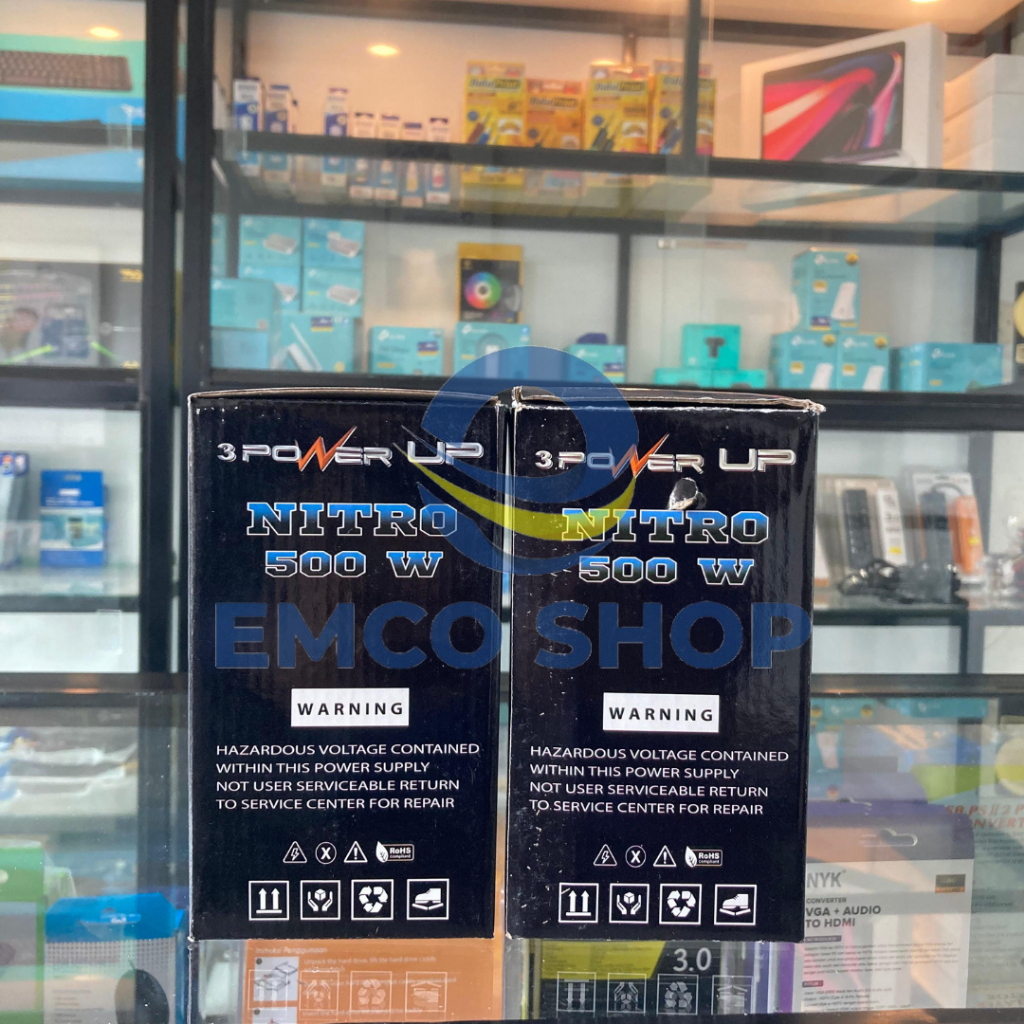 3 POWER UP
NITRO
500 W
WARNING
HAZARDOUS VOLTAGE CONTAINED
WITHIN THIS POWER SUPPLY
NOT USER SERVICEABLE RETURN
TO SERVICE CENTER FOR REPAIR
RoHS
compliant
3 POWER UP
NITRO
500 W
WARNING
HAZARDOUS VOLTAGE CONTAINED
WITHIN THIS POWER SUPPLY
NOT USER SERVICEABLE RETURN
TO SERVICE CENTER FOR REPAIR
RoHS
compliant
EMCO SHOP
NYK
CONVERTER
VGA + AUDIO
TO HDMI
3.0